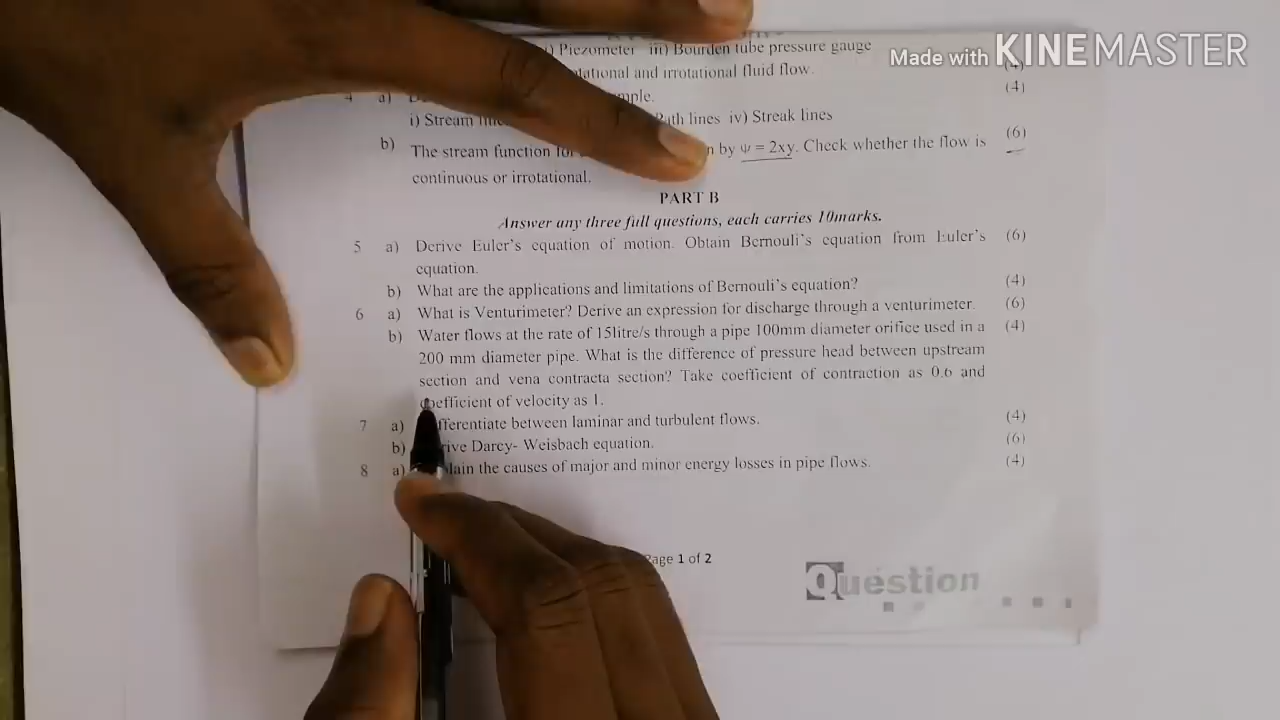 Made with KINEMASTER
i) Piezometer iii) Bourden tube pressure gauge
tational and irrotational fluid flow. (4)
4 a) mple. (4)
i) Stream Path lines iv) Streak lines
b) The stream function for n by ψ = 2xy. Check whether the flow is (6)
continuous or irrotational.
PART B
Answer any three full questions, each carries 10marks.
5 a) Derive Euler's equation of motion. Obtain Bernouli's equation from Euler's (6)
equation.
b) What are the applications and limitations of Bernouli's equation? (4)
6 a) What is Venturimeter? Derive an expression for discharge through a venturimeter. (6)
b) Water flows at the rate of 15litre/s through a pipe 100mm diameter orifice used in a (4)
200 mm diameter pipe. What is the difference of pressure head between upstream
section and vena contracta section? Take coefficient of contraction as 0.6 and
coefficient of velocity as 1.
7 a) fferentiate between laminar and turbulent flows. (4)
b) rive Darcy- Weisbach equation. (6)
8 a) lain the causes of major and minor energy losses in pipe flows. (4)
Page 1 of 2
Question